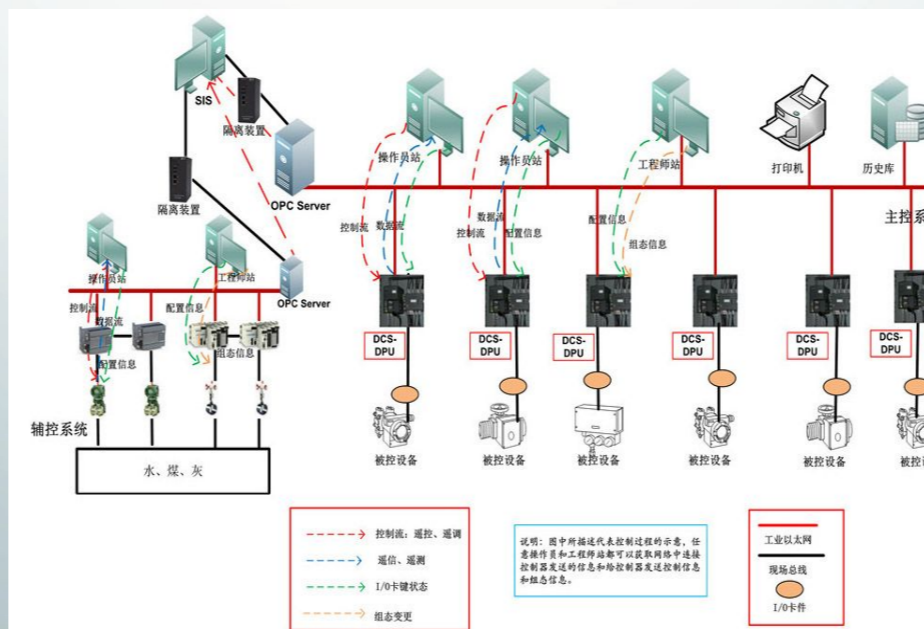 SIS
隔离装置
隔离装置
OPC Server
操作员站
操作员站
工程师站
打印机
历史库
主控系
控制流
数据流
控制流
数据流
配置信息
配置信息
组态信息
操作员站
工程师站
OPC Server
控制流
数据流
配置信息
配置信息
组态信息
DCS-
DPU
DCS-
DPU
DCS-
DPU
DCS-
DPU
DCS-
DPU
DCS-
DPU
辅控系统
水、煤、灰
被控设备
被控设备
被控设备
被控设备
被控设备
被控设
控制流：遥控、遥调
遥信、遥测
I/O卡键状态
组态变更
说明：图中所描述代表控制过程的示意，任
意操作员和工程师站都可以获取网络中连接
控制器发送的信息和给控制器发送控制信息
和组态信息。
工业以太网
现场总线
I/O卡件